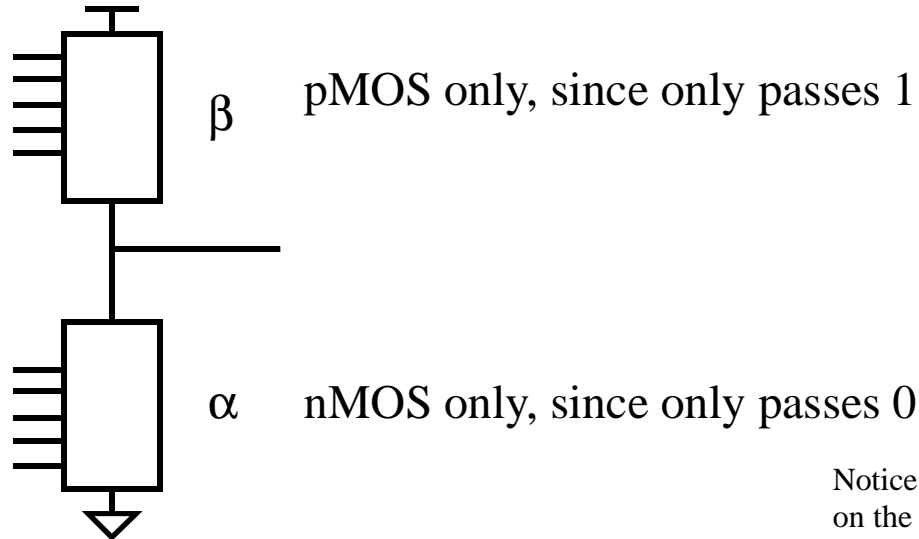 β pMOS only, since only passes 1
α nMOS only, since only passes 0
Notice
on the